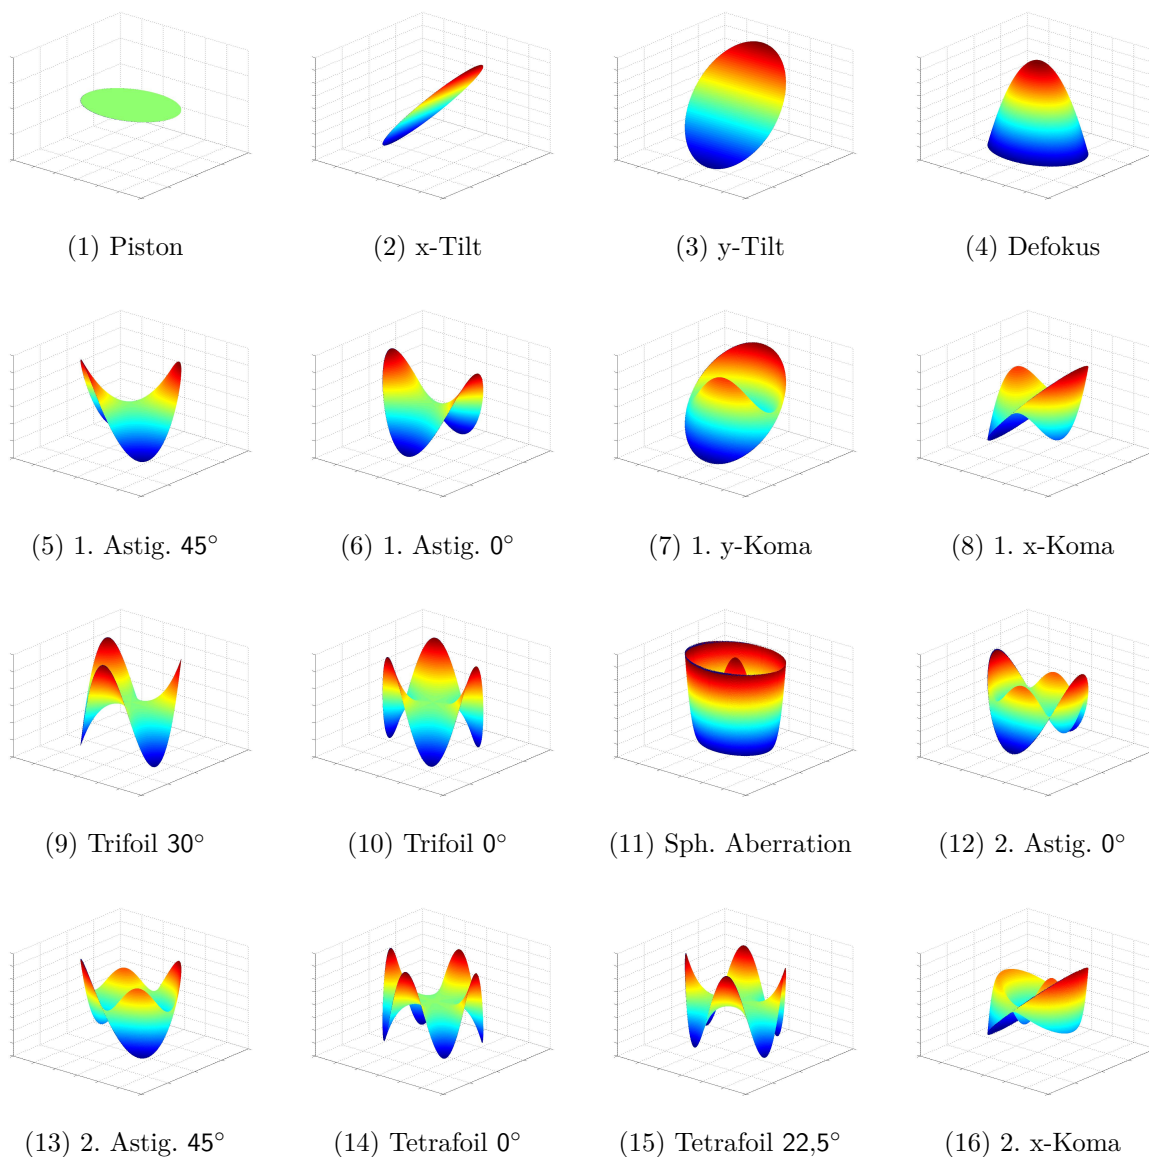 (1) Piston (2) x-Tilt (3) y-Tilt (4) Defokus
(5) 1. Astig. 45° (6) 1. Astig. 0° (7) 1. y-Koma (8) 1. x-Koma
(9) Trifoil 30° (10) Trifoil 0° (11) Sph. Aberration (12) 2. Astig. 0°
(13) 2. Astig. 45° (14) Tetrafoil 0° (15) Tetrafoil 22,5° (16) 2. x-Koma